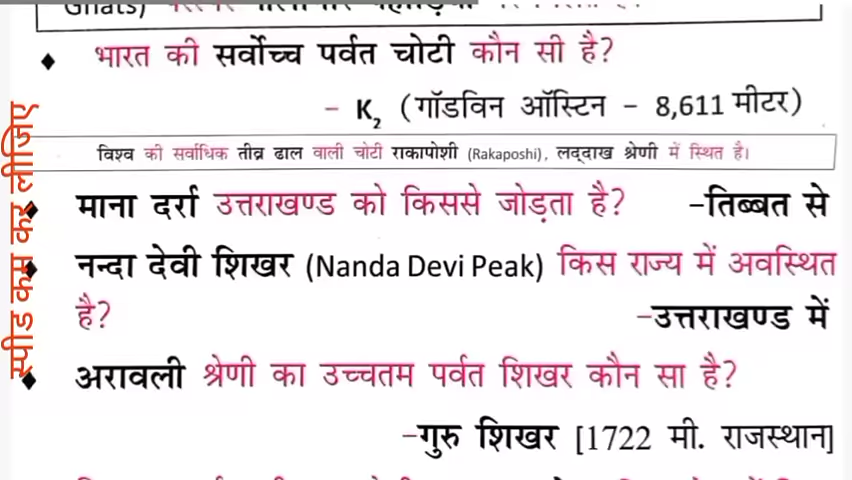 Ghats)
♦ भारत की सर्वोच्च पर्वत चोटी कौन सी है?
– K₂ (गॉडविन ऑस्टिन – 8,611 मीटर)
विश्व की सर्वाधिक तीव्र ढाल वाली चोटी राकापोशी (Rakaposhi), लद्दाख श्रेणी में स्थित है।
♦ माना दर्रा उत्तराखण्ड को किससे जोड़ता है? –तिब्बत से
♦ नन्दा देवी शिखर (Nanda Devi Peak) किस राज्य में अवस्थित
है? –उत्तराखण्ड में
♦ अरावली श्रेणी का उच्चतम पर्वत शिखर कौन सा है?
–गुरु शिखर [1722 मी. राजस्थान]
स्पीड कम कर लीजिए